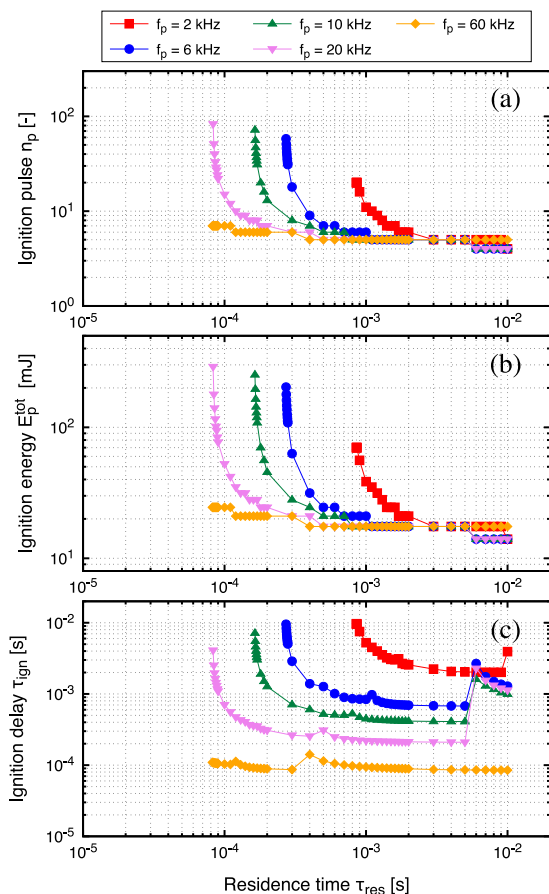 f_p = 2 kHz f_p = 10 kHz f_p = 60 kHz
f_p = 6 kHz f_p = 20 kHz
(a)
Ignition pulse n_p [-]
10^2
10^1
10^0
10^-5 10^-4 10^-3 10^-2
(b)
Ignition energy E_p^tot [mJ]
10^2
10^1
10^-5 10^-4 10^-3 10^-2
(c)
Ignition delay τ_ign [s]
10^-2
10^-3
10^-4
10^-5
10^-5 10^-4 10^-3 10^-2
Residence time τ_res [s]